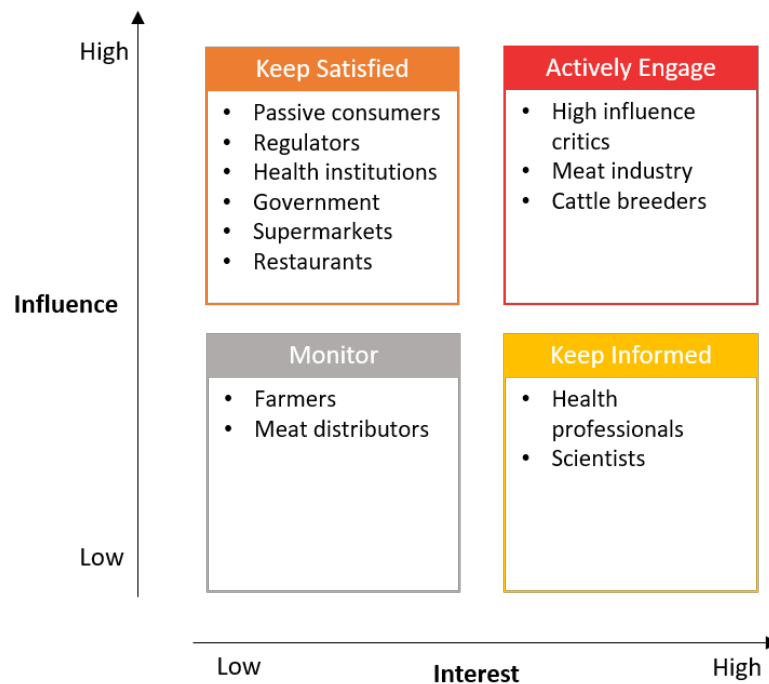 High
Influence
Low
Keep Satisfied
• Passive consumers
• Regulators
• Health institutions
• Government
• Supermarkets
• Restaurants
Actively Engage
• High influence
critics
• Meat industry
• Cattle breeders
Monitor
• Farmers
• Meat distributors
Keep Informed
• Health
professionals
• Scientists
Low
Interest
High